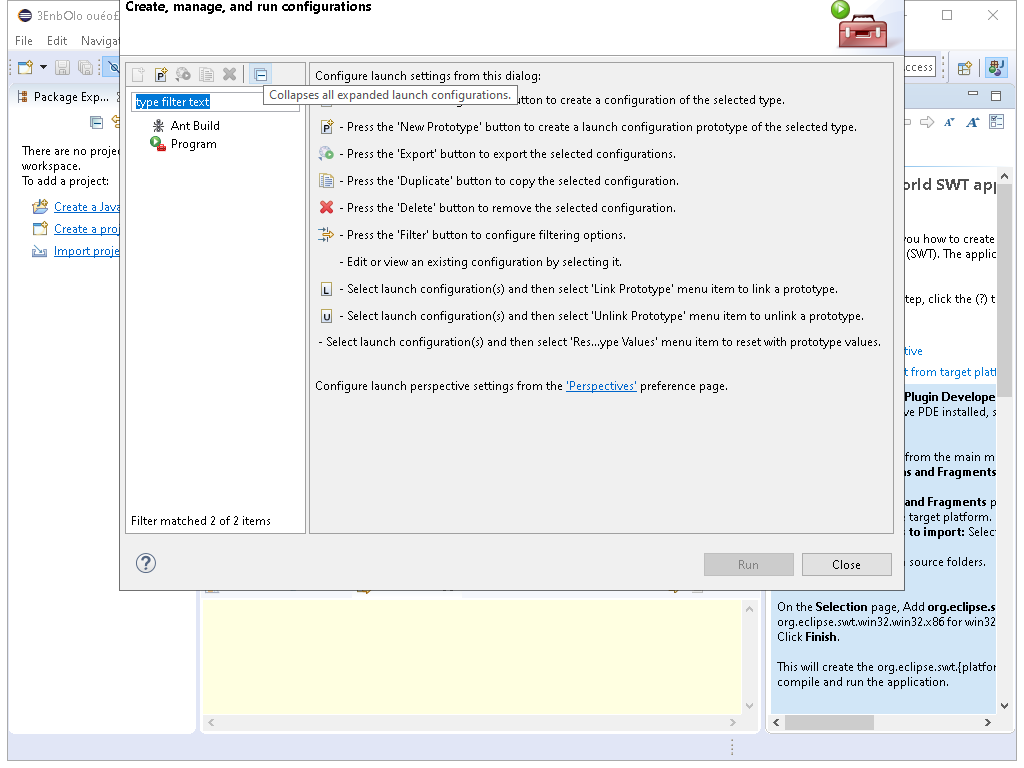 Create, manage, and run configurations
3EnbOlo
File Edit Navigat
ccess
Package Exp...
Configure launch settings from this dialog:
Collapses all expanded launch configurations.
type filter text
utton to create a configuration of the selected type.
Ant Build
Program
- Press the 'New Prototype' button to create a launch configuration prototype of the selected type.
- Press the 'Export' button to export the selected configurations.
- Press the 'Duplicate' button to copy the selected configuration.
- Press the 'Delete' button to remove the selected configuration.
- Press the 'Filter' button to configure filtering options.
- Edit or view an existing configuration by selecting it.
L - Select launch configuration(s) and then select 'Link Prototype' menu item to link a prototype.
U - Select launch configuration(s) and then select 'Unlink Prototype' menu item to unlink a prototype.
- Select launch configuration(s) and then select 'Res...ype Values' menu item to reset with prototype values.
Configure launch perspective settings from the 'Perspectives' preference page.
Filter matched 2 of 2 items
Run
Close
There are no projec
workspace.
To add a project:
Create a Java
Create a proj
Import proje
orld SWT app
you how to create
(SWT). The applic
tep, click the (?) t
tive
t from target platf
Plugin Develope
ve PDE installed, s
from the main m
ns and Fragments
and Fragments p
target platform.
to import: Selec
source folders.
On the Selection page, Add org.eclipse.s
org.eclipse.swt.win32.win32.x86 for win32
Click Finish.
This will create the org.eclipse.swt.{platfor
compile and run the application.